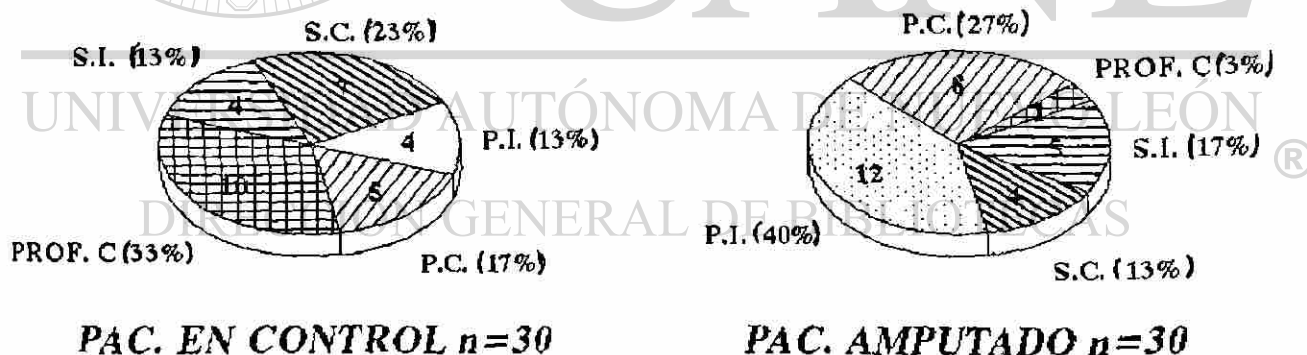 S.C. (23%)
S.I. (13%)
4
7
4
P.I. (13%)
10
5
PROF. C (33%)
P.C. (17%)
PAC. EN CONTROL n=30
P.C. (27%)
PROF. C (3%)
1
S.I. (17%)
5
12
4
P.I. (40%)
S.C. (13%)
PAC. AMPUTADO n=30
UNIVERSIDAD AUTÓNOMA DE NUEVO LEÓN
®
DIRECCIÓN GENERAL DE BIBLIOTECAS